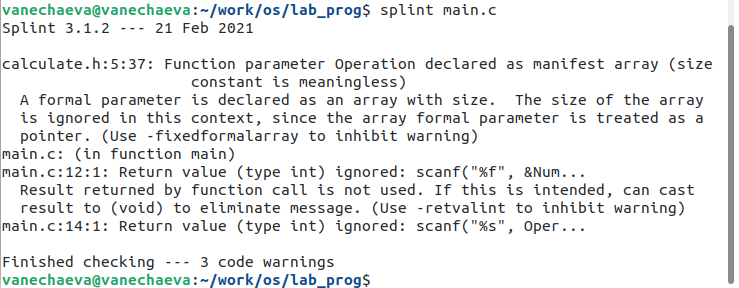 vanechaeva@vanechaeva:~/work/os/lab_prog$ splint main.c
Splint 3.1.2 --- 21 Feb 2021

calculate.h:5:37: Function parameter Operation declared as manifest array (size
                     constant is meaningless)
  A formal parameter is declared as an array with size.  The size of the array
  is ignored in this context, since the array formal parameter is treated as a
  pointer. (Use -fixedformalarray to inhibit warning)
main.c: (in function main)
main.c:12:1: Return value (type int) ignored: scanf("%f", &Num...
  Result returned by function call is not used. If this is intended, can cast
  result to (void) to eliminate message. (Use -retvalint to inhibit warning)
main.c:14:1: Return value (type int) ignored: scanf("%s", Oper...

Finished checking --- 3 code warnings
vanechaeva@vanechaeva:~/work/os/lab_prog$